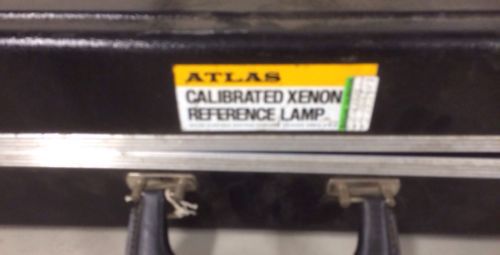 ATLAS
CALIBRATED XENON
REFERENCE LAMP